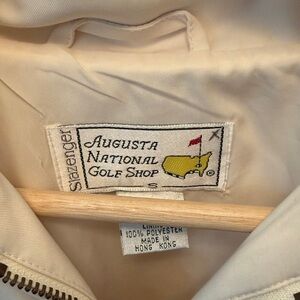 Slazenger
AUGUSTA
NATIONAL
GOLF SHOP
S
®
100% POLYESTER
MADE IN
HONG KONG